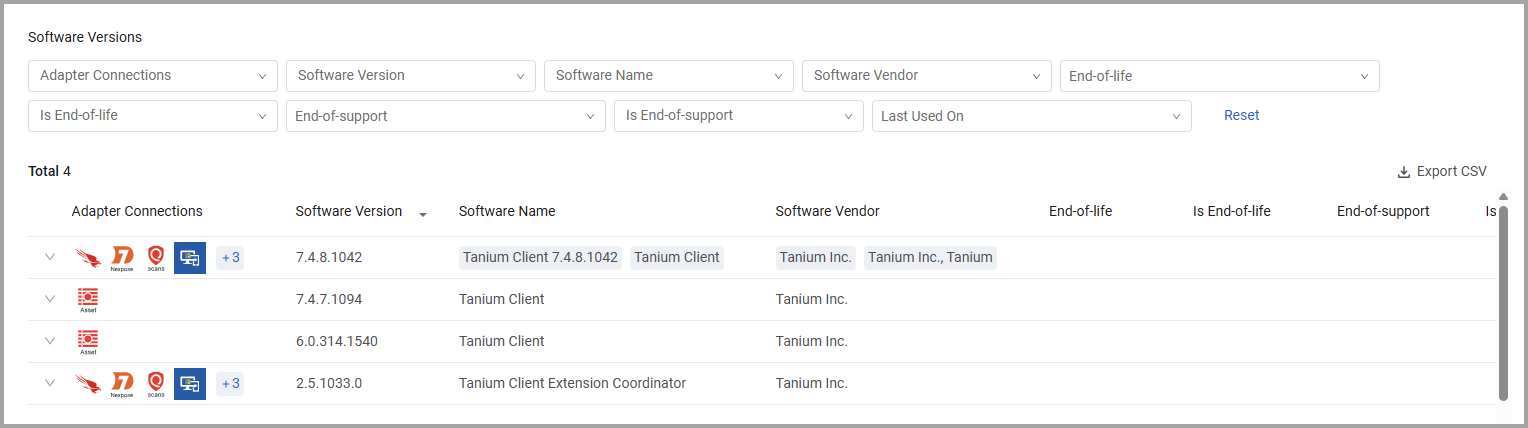 Software Versions
Adapter Connections Software Version Software Name Software Vendor End-of-life
Is End-of-life End-of-support Is End-of-support Last Used On Reset
Total 4 Export CSV
Adapter Connections Software Version Software Name Software Vendor End-of-life Is End-of-life End-of-support Is
Nexpose scans +3 7.4.8.1042 Tanium Client 7.4.8.1042 Tanium Client Tanium Inc. Tanium Inc., Tanium
Asset 7.4.7.1094 Tanium Client Tanium Inc.
Asset 6.0.314.1540 Tanium Client Tanium Inc.
Nexpose scans +3 2.5.1033.0 Tanium Client Extension Coordinator Tanium Inc.